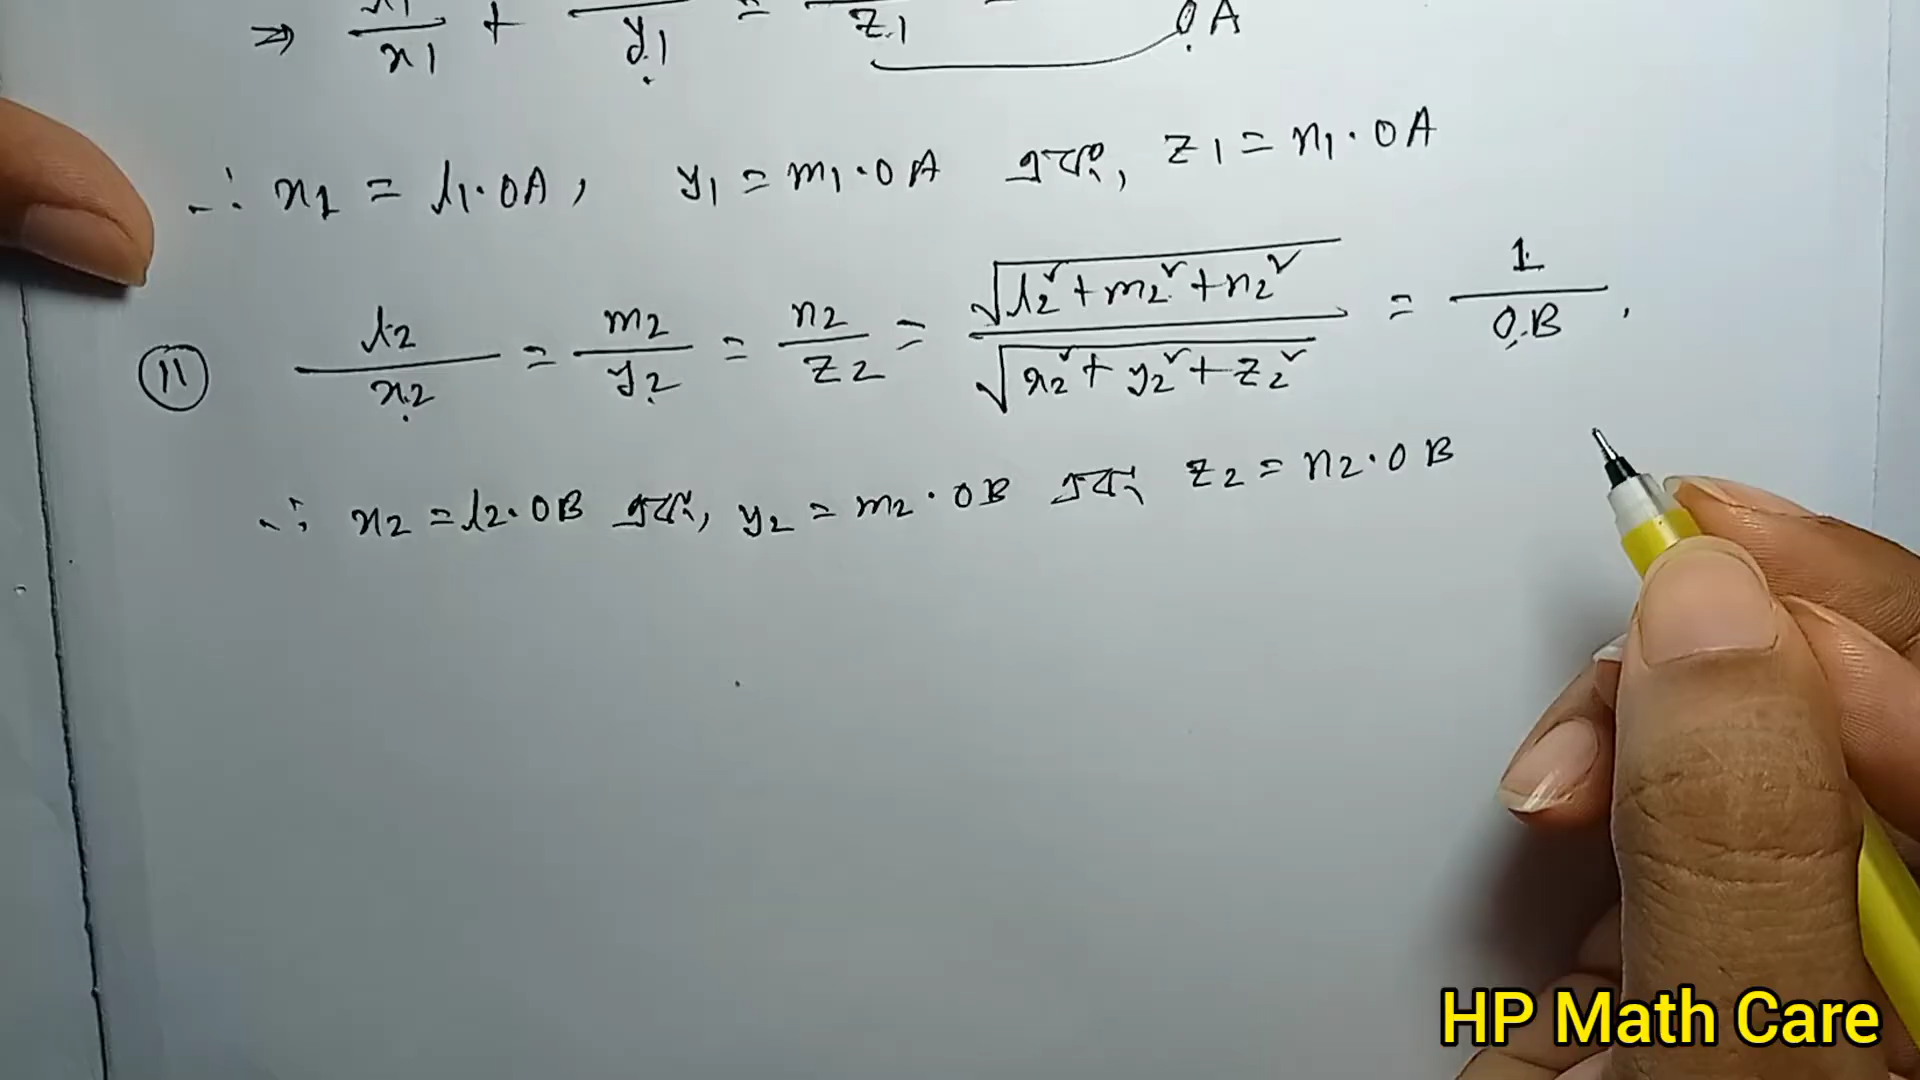 ⇒ x1 + y1 = z1 OA
∴ x1 = l1·OA, y1 = m1·OA এবং, z1 = n1·OA
(11) l2/x2 = m2/y2 = n2/z2 = √(l2²+m2²+n2²)/√(x2²+y2²+z2²) = 1/OB.
∴ x2 = l2·OB এবং, y2 = m2·OB এবং z2 = n2·OB
HP Math Care